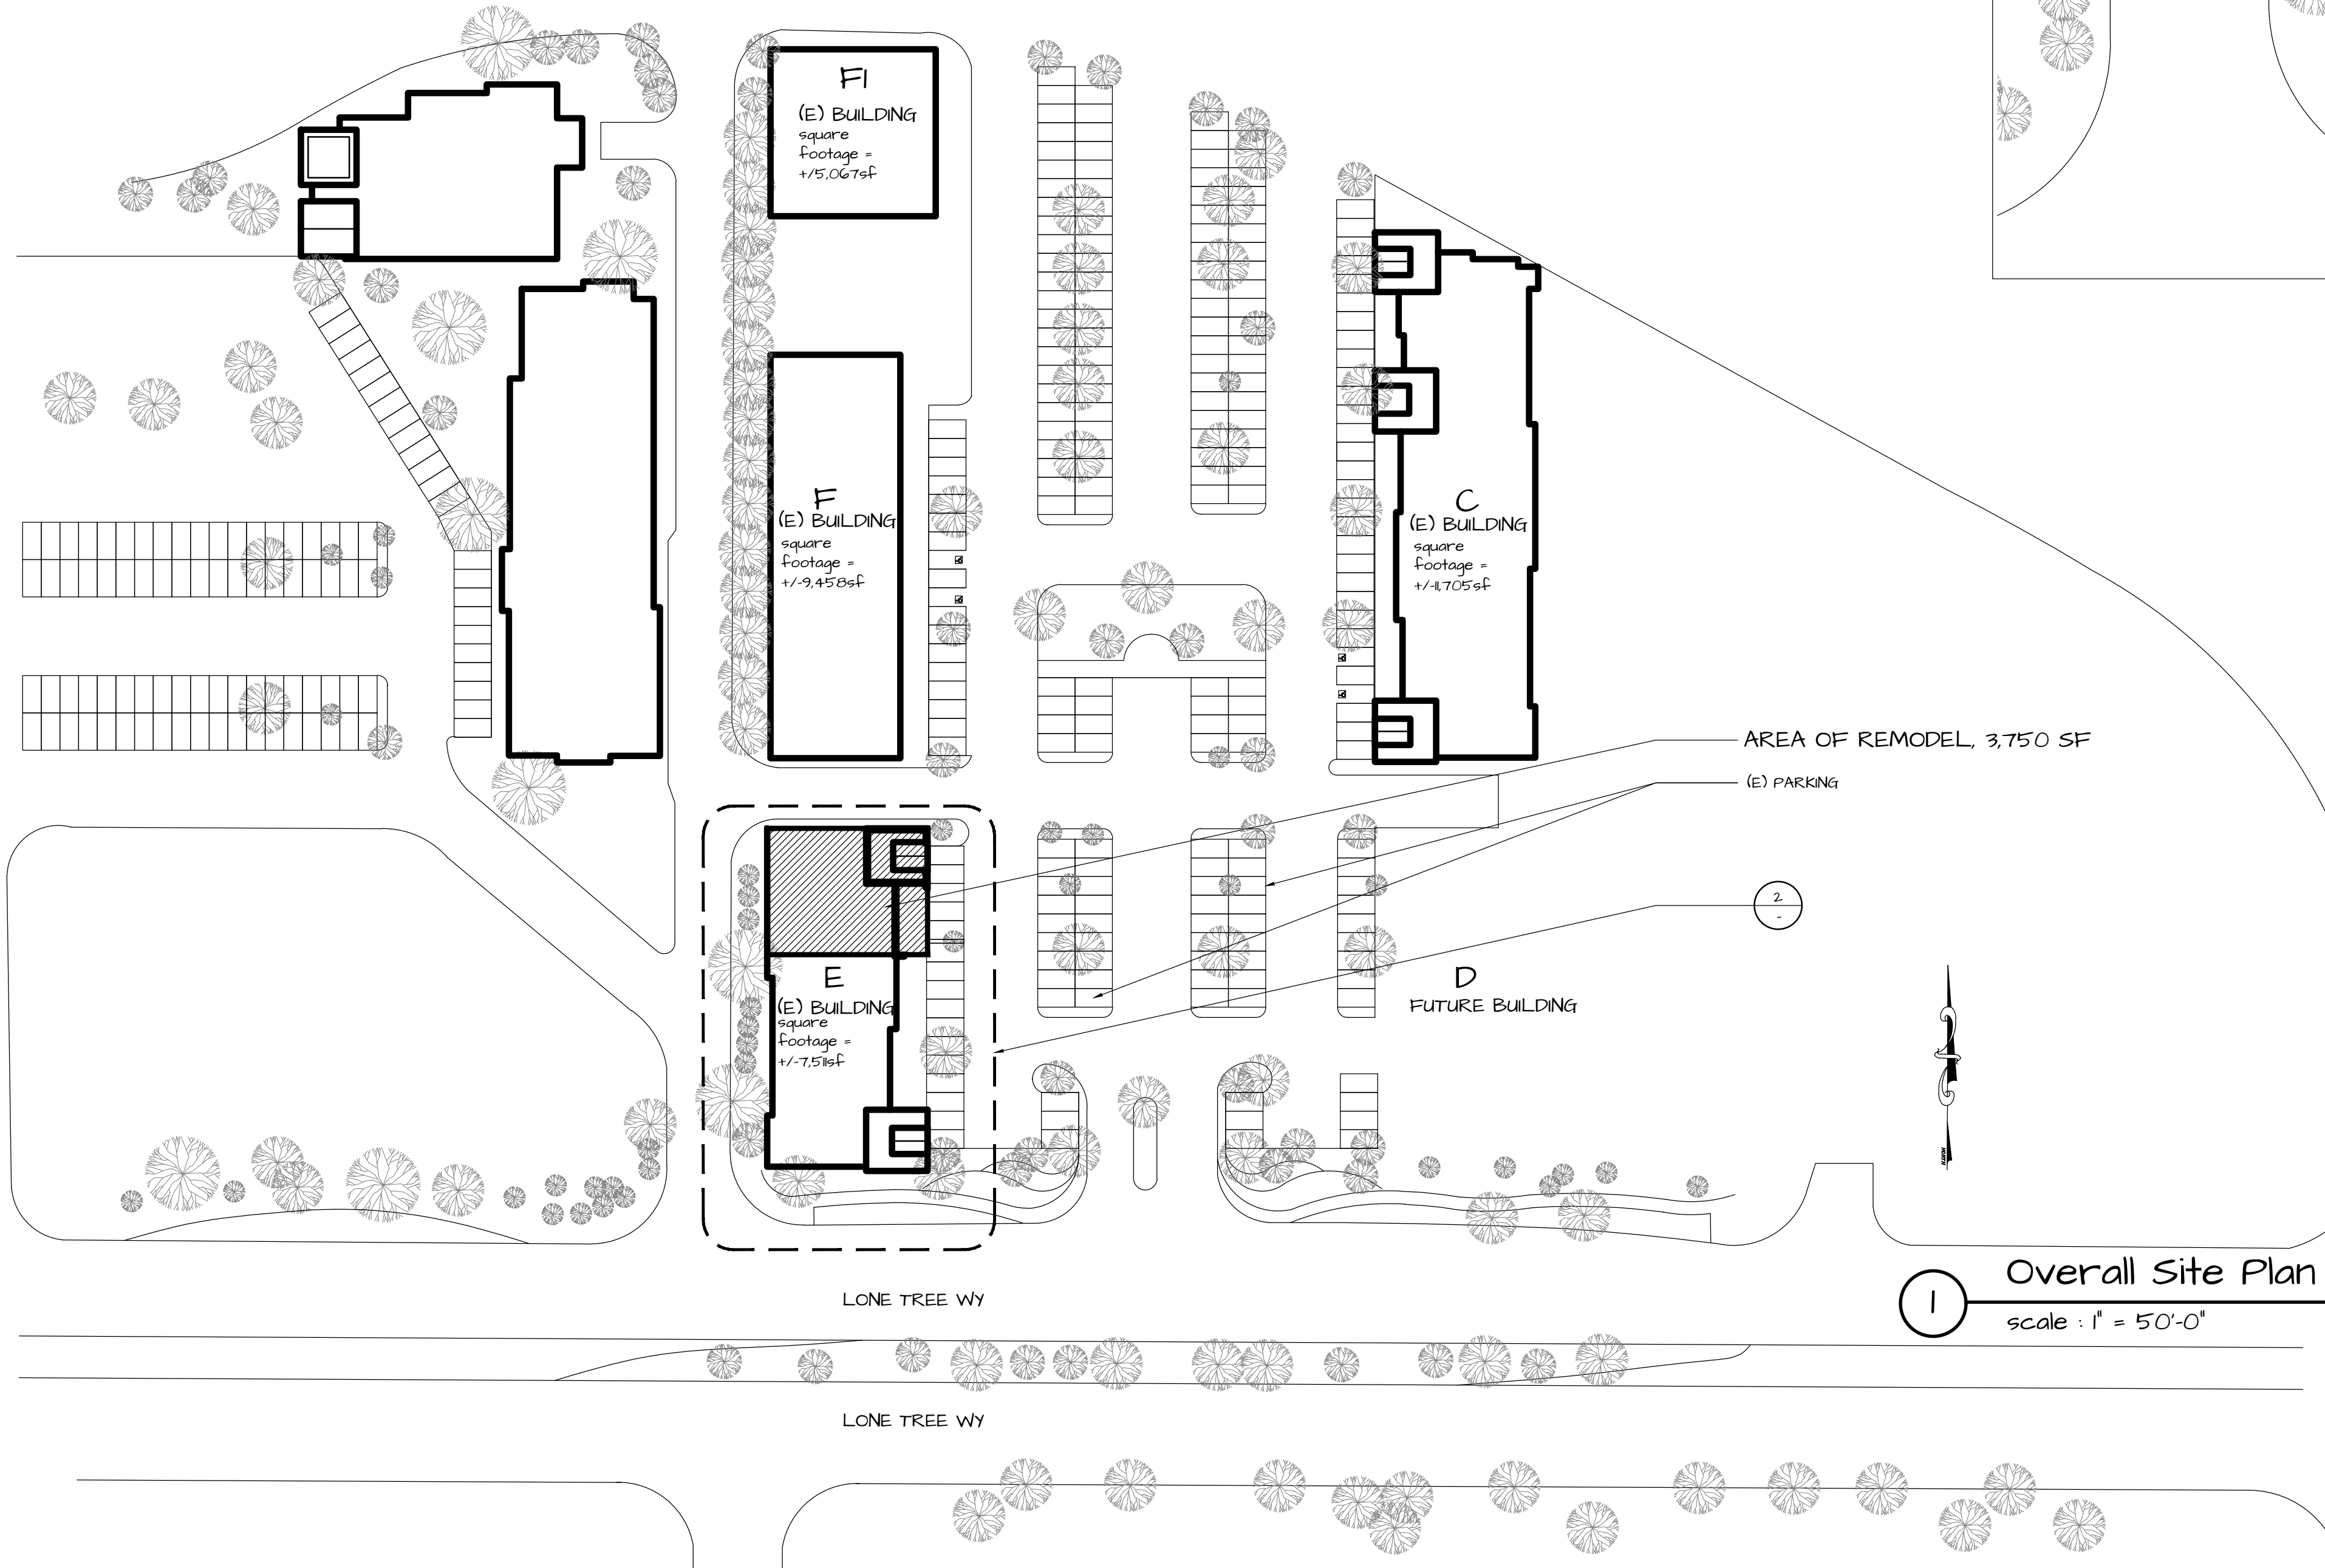 F1
(E) BUILDING
square
footage =
+/5,067sf
F
(E) BUILDING
square
footage =
+/-9,458sf
C
(E) BUILDING
square
footage =
+/-11,705sf
AREA OF REMODEL, 3,750 SF
(E) PARKING
2
-
E
(E) BUILDING
square
footage =
+/-7,511sf
D
FUTURE BUILDING
NORTH
1
Overall Site Plan
scale : 1" = 50'-0"
LONE TREE WY
LONE TREE WY